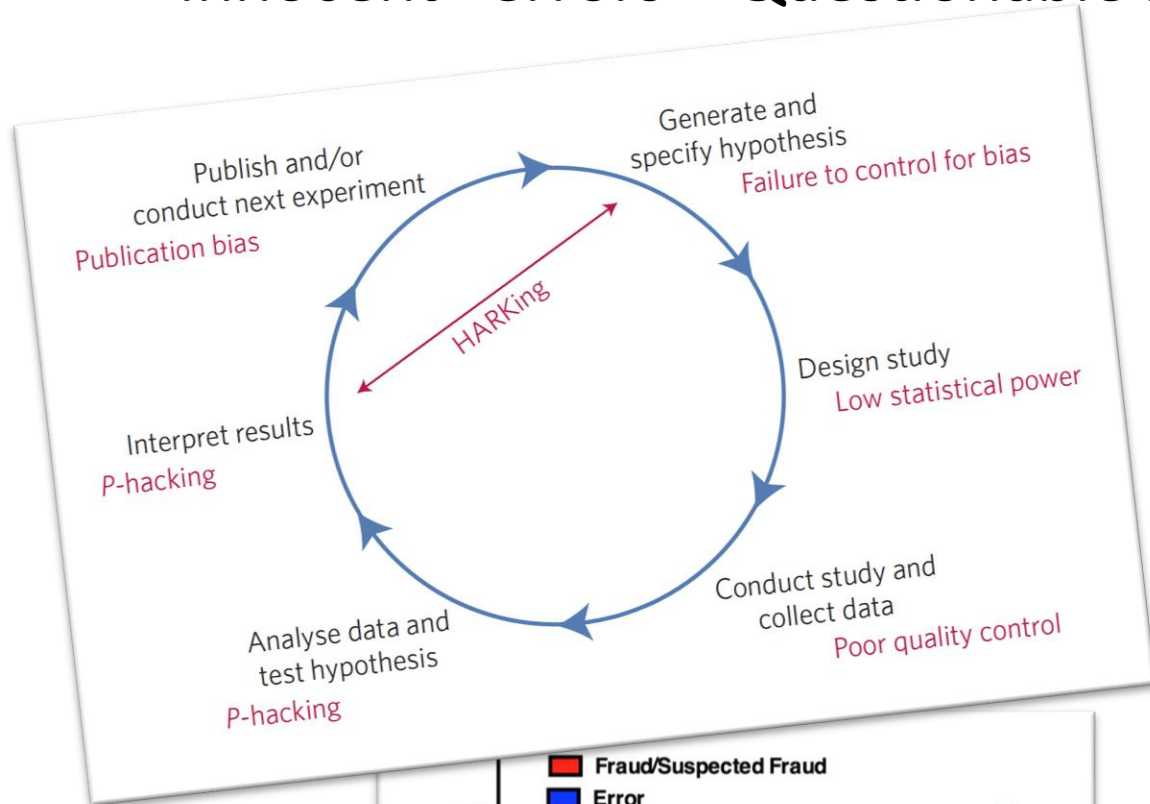 Generate and
specify hypothesis
Failure to control for bias
Publish and/or
conduct next experiment
Publication bias
HARKing
Design study
Low statistical power
Interpret results
P-hacking
Conduct study and
collect data
Poor quality control
Analyse data and
test hypothesis
P-hacking
Fraud/Suspected Fraud
Error